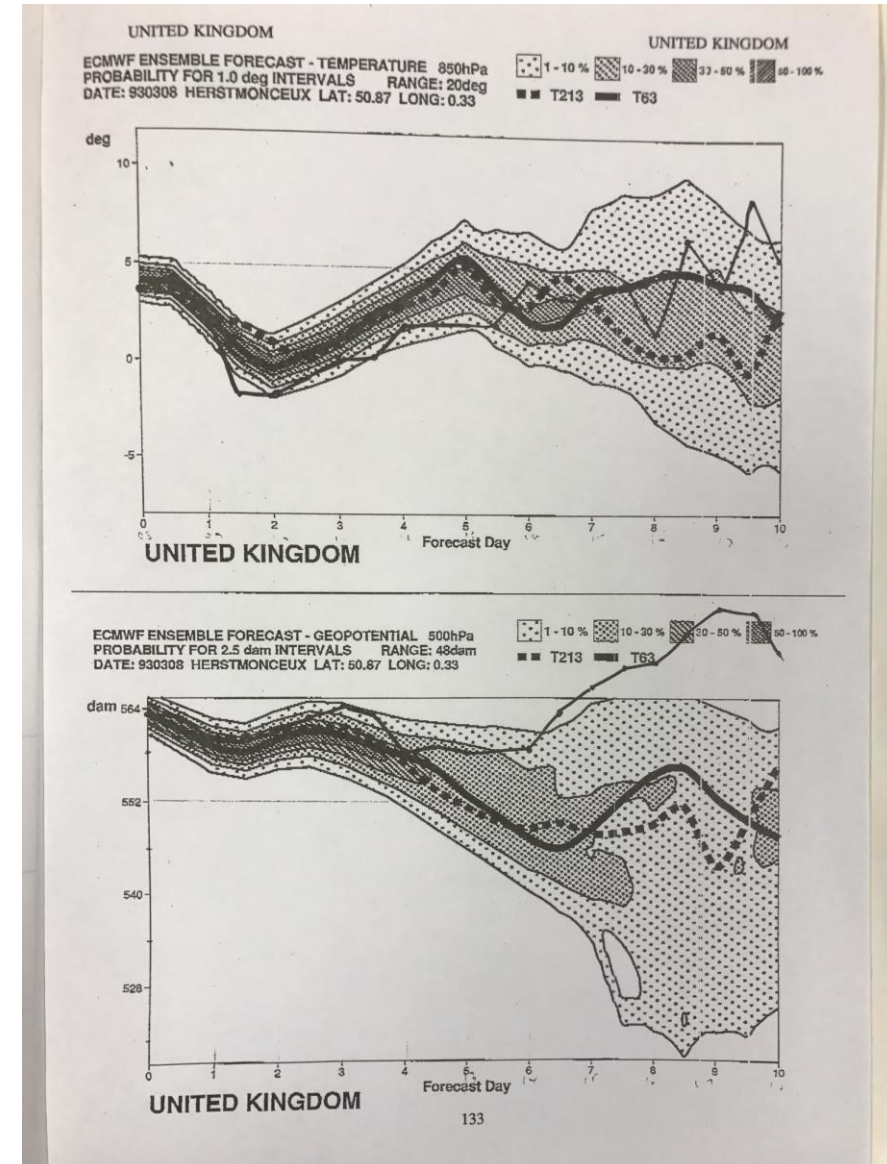 UNITED KINGDOM
UNITED KINGDOM
ECMWF ENSEMBLE FORECAST - TEMPERATURE 850hPa
PROBABILITY FOR 1.0 deg INTERVALS RANGE: 20deg
DATE: 930308 HERSTMONCEUX LAT: 50.87 LONG: 0.33
1 - 10 % 10 - 30 % 30 - 50 % 50 - 100 %
T213 T63
deg
10
5
0
-5
0 1 2 3 4 5 6 7 8 9 10
Forecast Day
UNITED KINGDOM
ECMWF ENSEMBLE FORECAST - GEOPOTENTIAL 500hPa
PROBABILITY FOR 2.5 dam INTERVALS RANGE: 48dam
DATE: 930308 HERSTMONCEUX LAT: 50.87 LONG: 0.33
1 - 10 % 10 - 30 % 30 - 50 % 50 - 100 %
T213 T63
dam
564
552
540
528
0 1 2 3 4 5 6 7 8 9 10
Forecast Day
UNITED KINGDOM
133